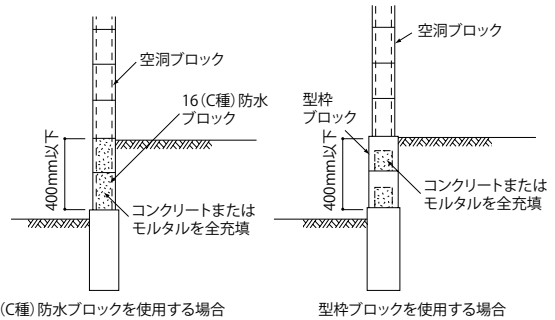 空洞ブロック
16(C種)防水
ブロック
400mm以下
コンクリートまたは
モルタルを全充填
(C種)防水ブロックを使用する場合
空洞ブロック
型枠
ブロック
400mm以下
コンクリートまたは
モルタルを全充填
型枠ブロックを使用する場合